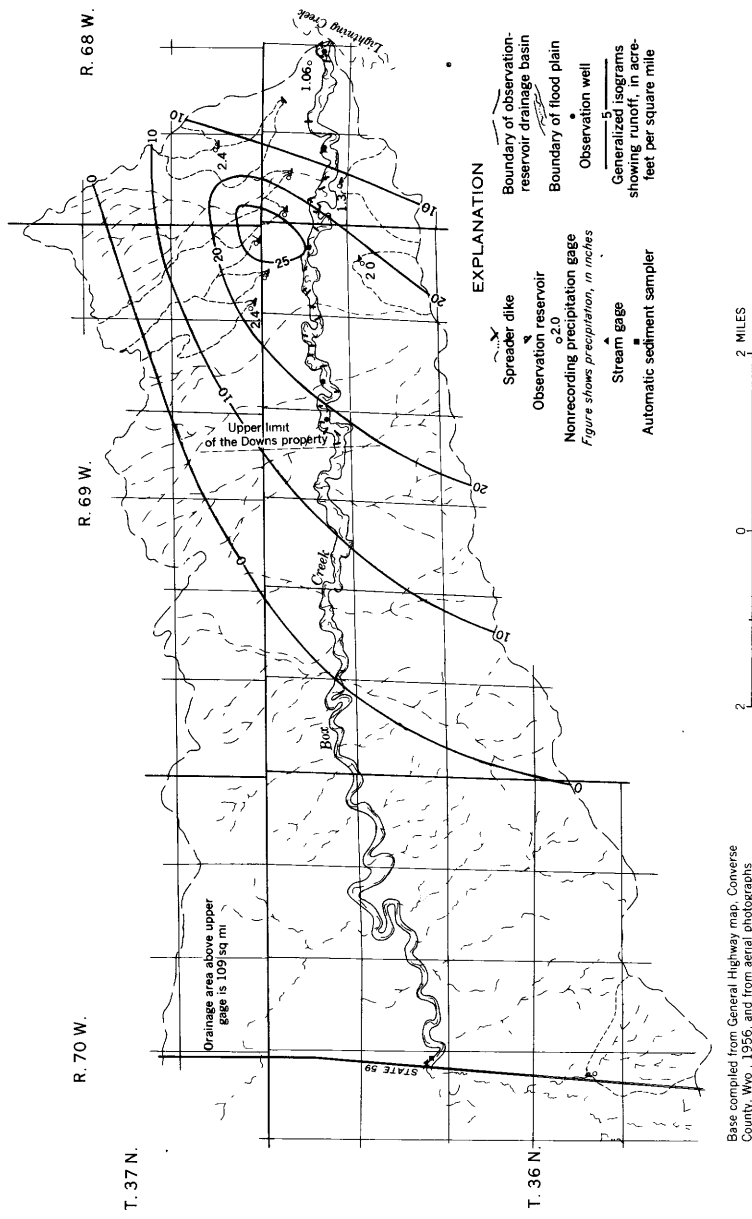 R. 70 W.
R. 69 W.
R. 68 W.
T. 37 N.
T. 36 N.
Drainage area above upper
gage is 109 sq mi
STATE 59
Box
Creek
Upper limit
of the Downs property
Lightning Creek
0
0
0
10
10
10
10
10
20
20
20
25
2.4
2.4
2.0
1.06
EXPLANATION
Spreader dike
Observation reservoir
2.0
Nonrecording precipitation gage
Figure shows precipitation, in inches
Stream gage
Automatic sediment sampler
Boundary of observation-
reservoir drainage basin
Boundary of flood plain
Observation well
5
Generalized isograms
showing runoff, in acre-
feet per square mile
2 0 2 MILES
Base compiled from General Highway map, Converse
County, Wyo., 1956, and from aerial photographs